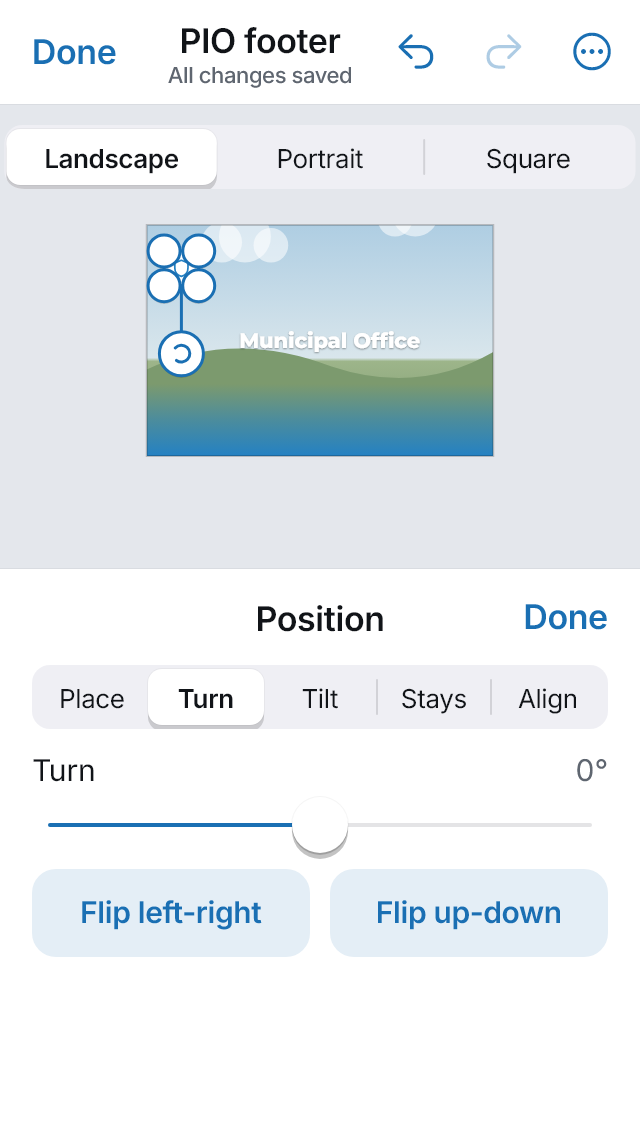 Done
PIO footer
All changes saved
Landscape
Portrait
Square
Municipal Office
Position
Done
Place
Turn
Tilt
Stays
Align
Turn
0°
Flip left-right
Flip up-down